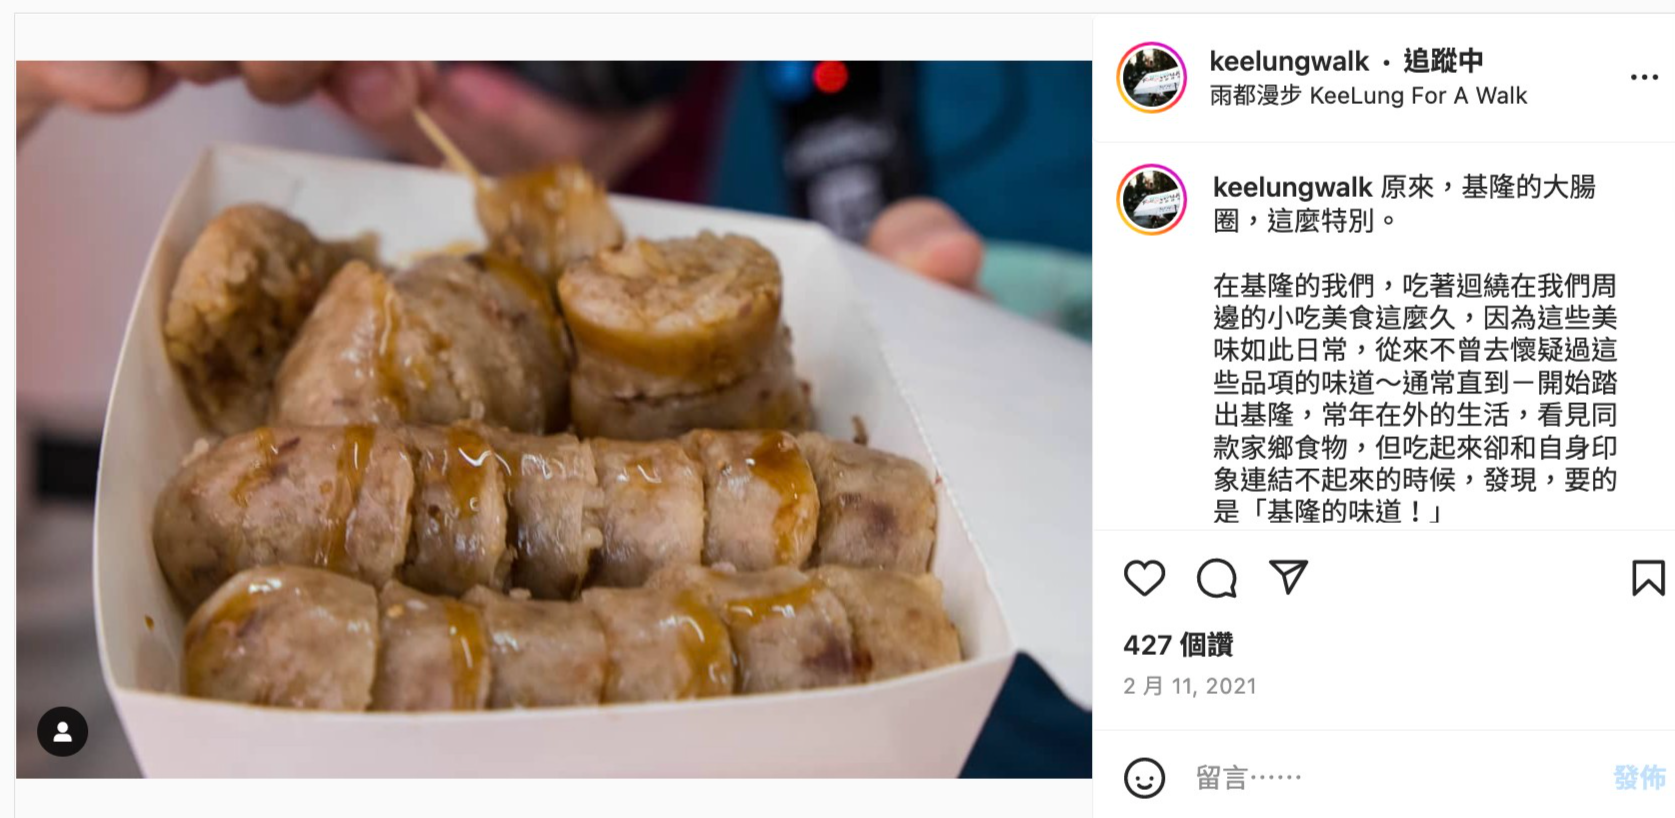 keelungwalk • 追蹤中
雨都漫步 KeeLung For A Walk
keelungwalk 原來，基隆的大腸
圈，這麼特別。
在基隆的我們，吃著迴繞在我們周
邊的小吃美食這麼久，因為這些美
味如此日常，從來不曾去懷疑過這
些品項的味道～通常直到－開始踏
出基隆，常年在外的生活，看見同
款家鄉食物，但吃起來卻和自身印
象連結不起來的時候，發現，要的
是「基隆的味道！」
427 個讚
2 月 11, 2021
留言……
發佈